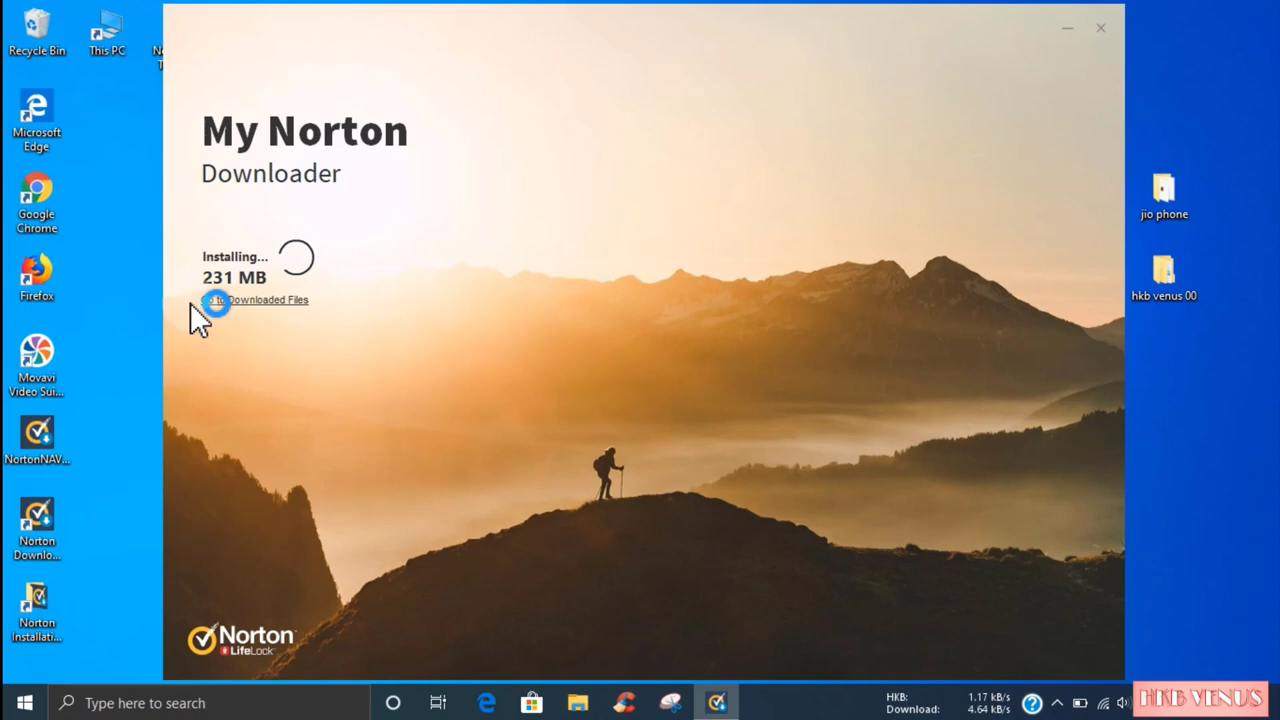 Recycle Bin
This PC
My Norton
Downloader
Microsoft
Edge
Google
Chrome
Installing...
231 MB
Downloaded Files
Firefox
jio phone
hkb venus 00
Movavi
Video Sui...
NortonNAV...
Norton
Downlo...
Norton
Installati...
Norton
LifeLock
Type here to search
HKB: 1.17 kB/s
Download: 4.64 kB/s
HKB VENUS